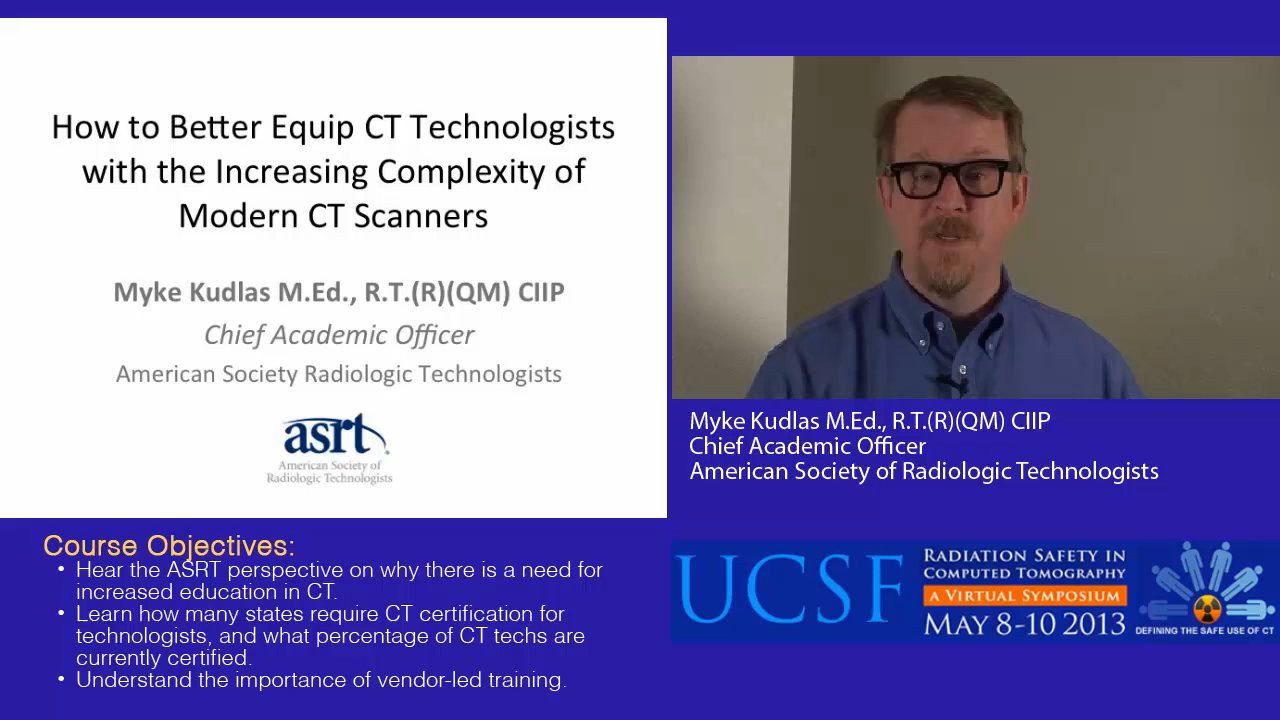 How to Better Equip CT Technologists
with the Increasing Complexity of
Modern CT Scanners
Myke Kudlas M.Ed., R.T.(R)(QM) CIIP
Chief Academic Officer
American Society Radiologic Technologists
asrt
American Society of
Radiologic Technologists
Myke Kudlas M.Ed., R.T.(R)(QM) CIIP
Chief Academic Officer
American Society of Radiologic Technologists
Course Objectives:
• Hear the ASRT perspective on why there is a need for
increased education in CT.
• Learn how many states require CT certification for
technologists, and what percentage of CT techs are
currently certified.
• Understand the importance of vendor-led training.
UCSF
RADIATION SAFETY IN
COMPUTED TOMOGRAPHY
A VIRTUAL SYMPOSIUM
MAY 8-10 2013
DEFINING THE SAFE USE OF CT